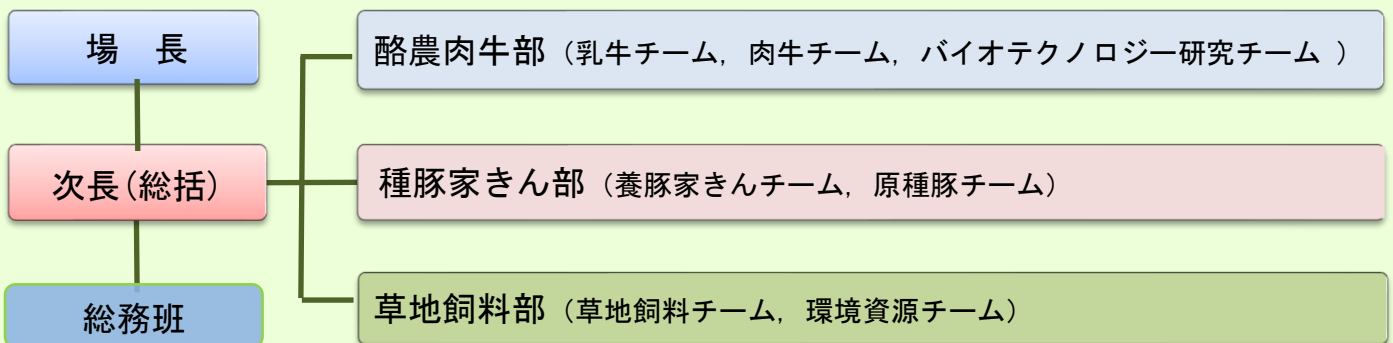 場　長
酪農肉牛部（乳牛チーム，肉牛チーム，バイオテクノロジー研究チーム ）
次長(総括)
種豚家きん部（養豚家きんチーム，原種豚チーム）
総務班
草地飼料部（草地飼料チーム，環境資源チーム）